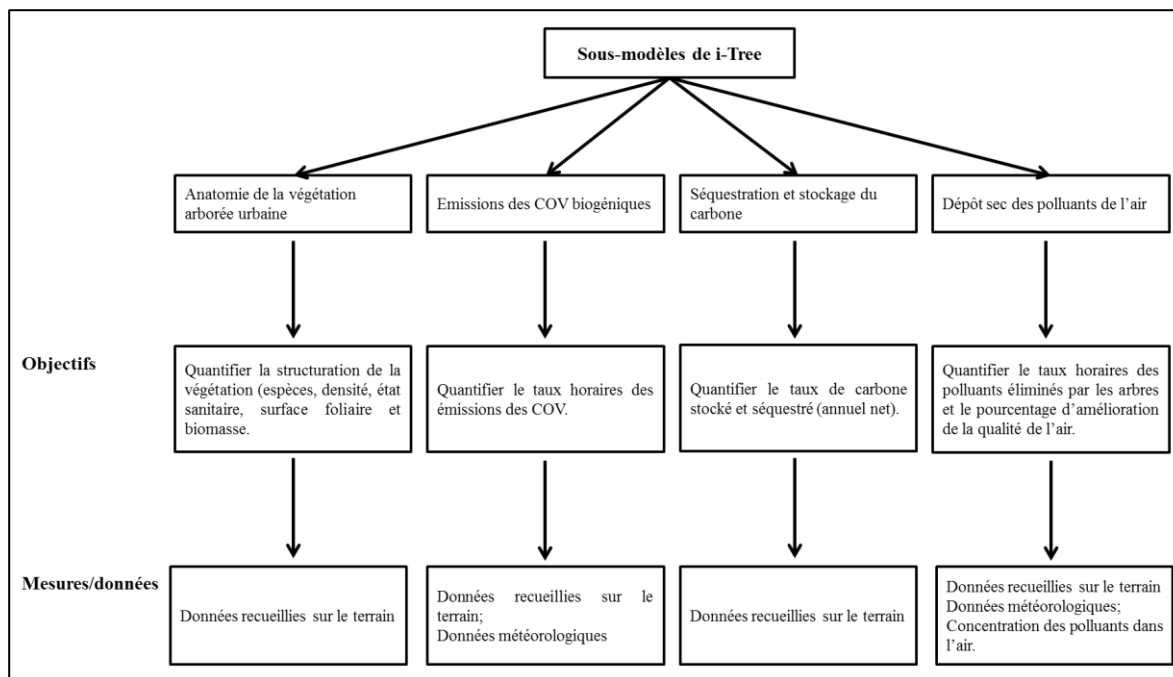 Sous-modèles de i-Tree
Anatomie de la végétation
arborée urbaine
Emissions des COV biogéniques
Séquestration et stockage du
carbone
Dépôt sec des polluants de l’air
Objectifs
Quantifier la structuration de la
végétation (espèces, densité, état
sanitaire, surface foliaire et
biomasse.
Quantifier le taux horaires des
émissions des COV.
Quantifier le taux de carbone
stocké et séquestré (annuel net).
Quantifier le taux horaires des
polluants éliminés par les arbres
et le pourcentage d’amélioration
de la qualité de l’air.
Mesures/données
Données recueillies sur le terrain
Données recueillies sur le
terrain;
Données météorologiques
Données recueillies sur le terrain
Données recueillies sur le terrain
Données météorologiques;
Concentration des polluants dans
l’air.